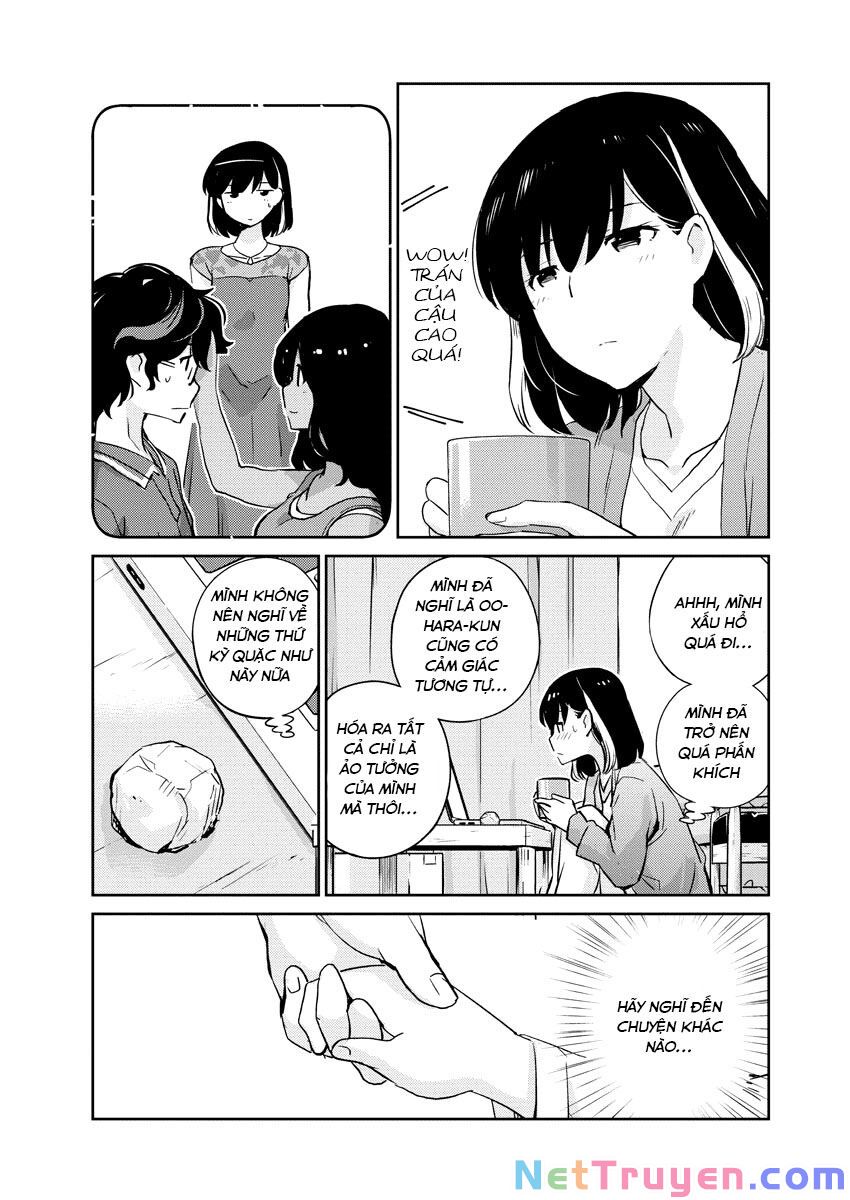 WOW!
TRÁN
CỦA
CẬU
CAO
QUÁ!
AHHH, MÌNH
XẤU HỔ
QUÁ ĐI...
MÌNH ĐÃ
TRỞ NÊN
QUÁ PHẤN
KHÍCH
MÌNH ĐÃ
NGHĨ LÀ OO-
HARA-KUN
CŨNG CÓ
CẢM GIÁC
TƯƠNG TỰ...
HÓA RA TẤT
CẢ CHỈ LÀ
ẢO TƯỞNG
CỦA MÌNH
MÀ THÔI...
MÌNH KHÔNG
NÊN NGHĨ VỀ
NHỮNG THỨ
KỲ QUẶC NHƯ
NÀY NỮA
HÃY NGHĨ ĐẾN
CHUYỆN KHÁC
NÀO...
NetTruyen.com